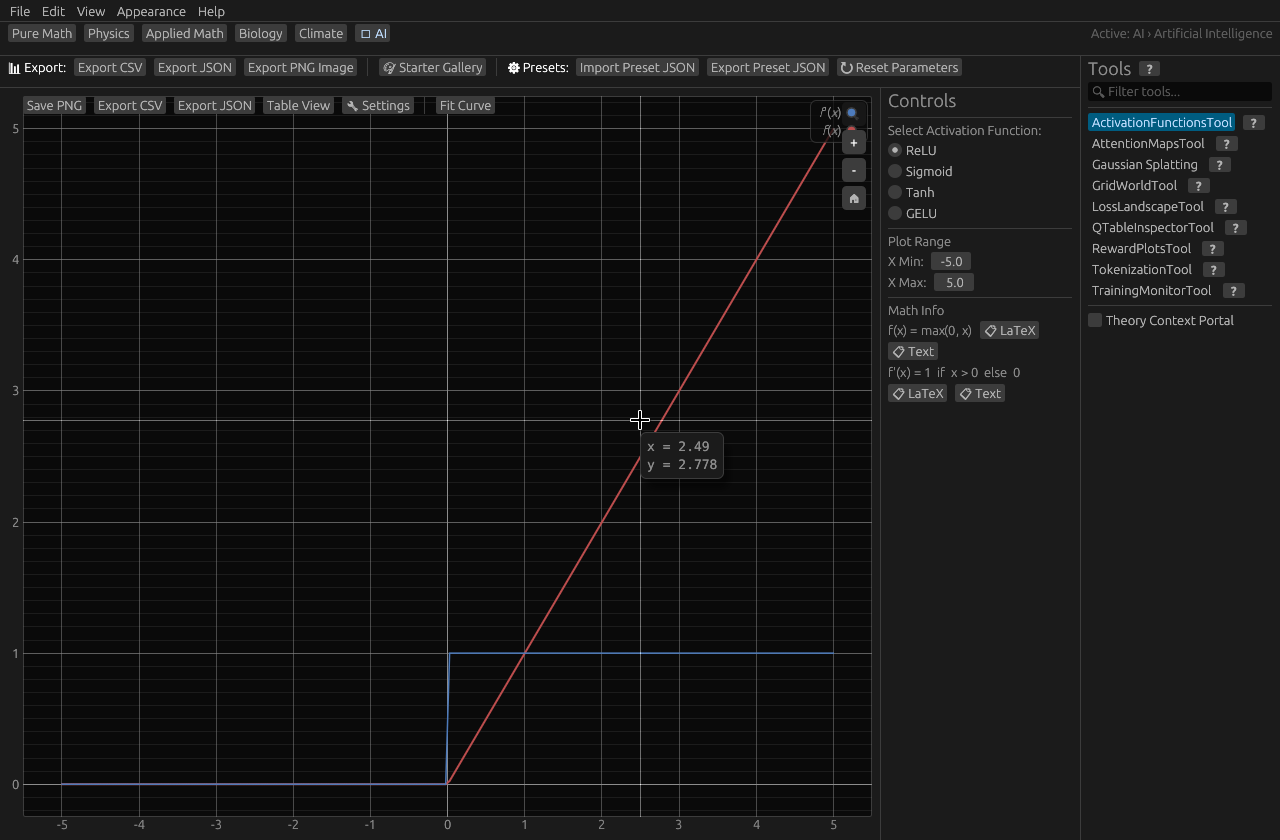 File Edit View Appearance Help
Pure Math Physics Applied Math Biology Climate AI Active: AI › Artificial Intelligence
Export: Export CSV Export JSON Export PNG Image Starter Gallery Presets: Import Preset JSON Export Preset JSON Reset Parameters
Save PNG Export CSV Export JSON Table View Settings Fit Curve
f'(x)
f(x)
+
-
5
4
3
2
1
0
x = 2.49
y = 2.778
-5 -4 -3 -2 -1 0 1 2 3 4 5
Controls
Select Activation Function:
ReLU
Sigmoid
Tanh
GELU
Plot Range
X Min: -5.0
X Max: 5.0
Math Info
f(x) = max(0, x) LaTeX
Text
f'(x) = 1 if x > 0 else 0
LaTeX Text
Tools ?
Filter tools...
ActivationFunctionsTool ?
AttentionMapsTool ?
Gaussian Splatting ?
GridWorldTool ?
LossLandscapeTool ?
QTableInspectorTool ?
RewardPlotsTool ?
TokenizationTool ?
TrainingMonitorTool ?
Theory Context Portal